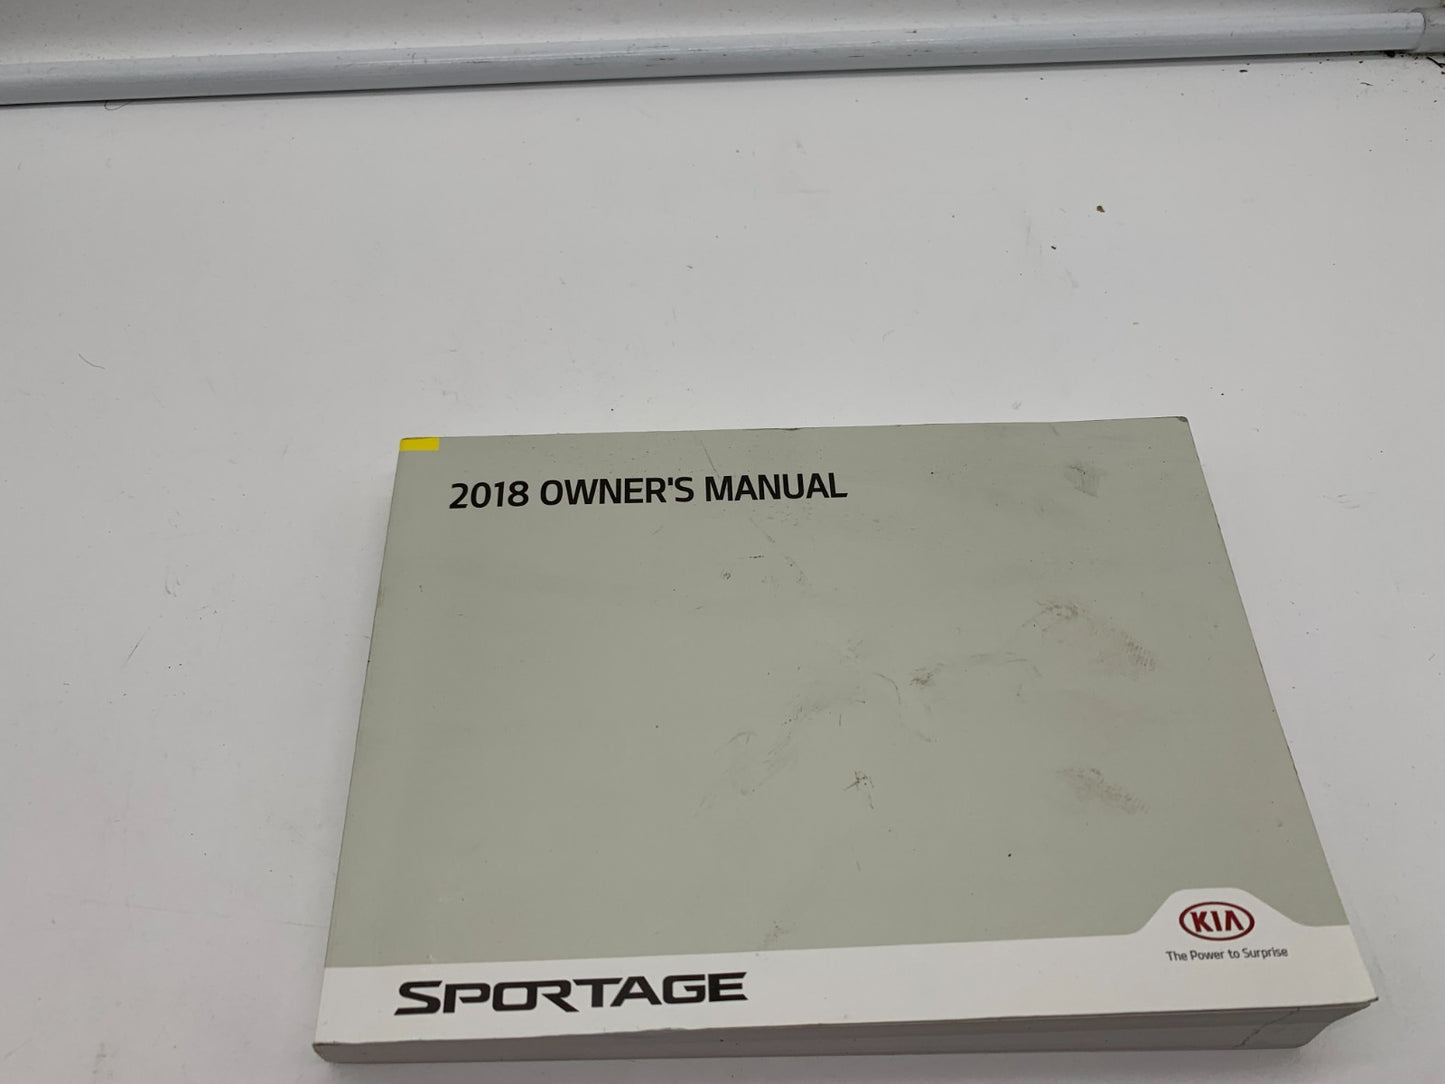 2018 OWNER'S MANUAL
KIA
The Power to Surprise
SPORTAGE